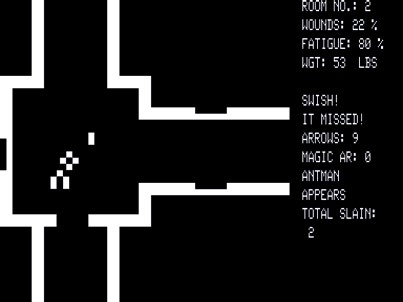 ROOM NO.: 2
WOUNDS: 22 %
FATIGUE: 80 %
WGT: 53 LBS
SWISH!
IT MISSED!
ARROWS: 9
MAGIC AR: 0
ANTMAN
APPEARS
TOTAL SLAIN:
2